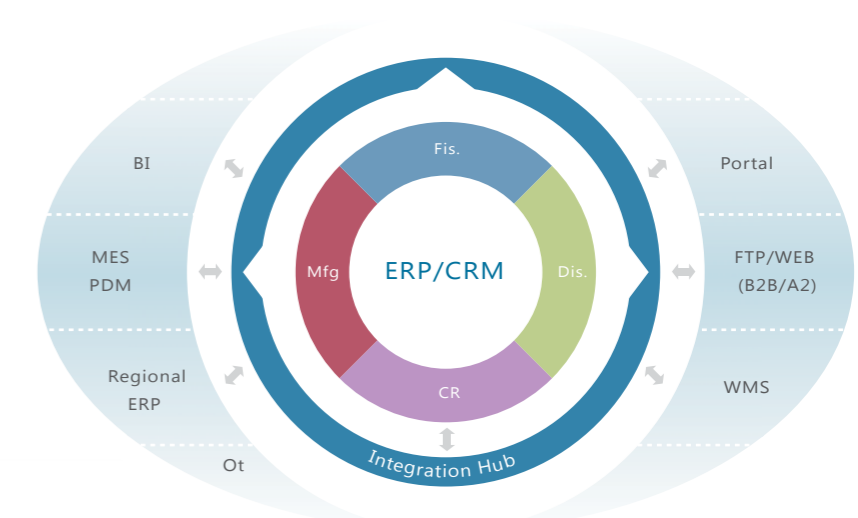 Fis.
BI
Portal
MES
PDM
Mfg
ERP/CRM
Dis.
FTP/WEB
(B2B/A2)
Regional
ERP
CR
WMS
Ot
Integration Hub